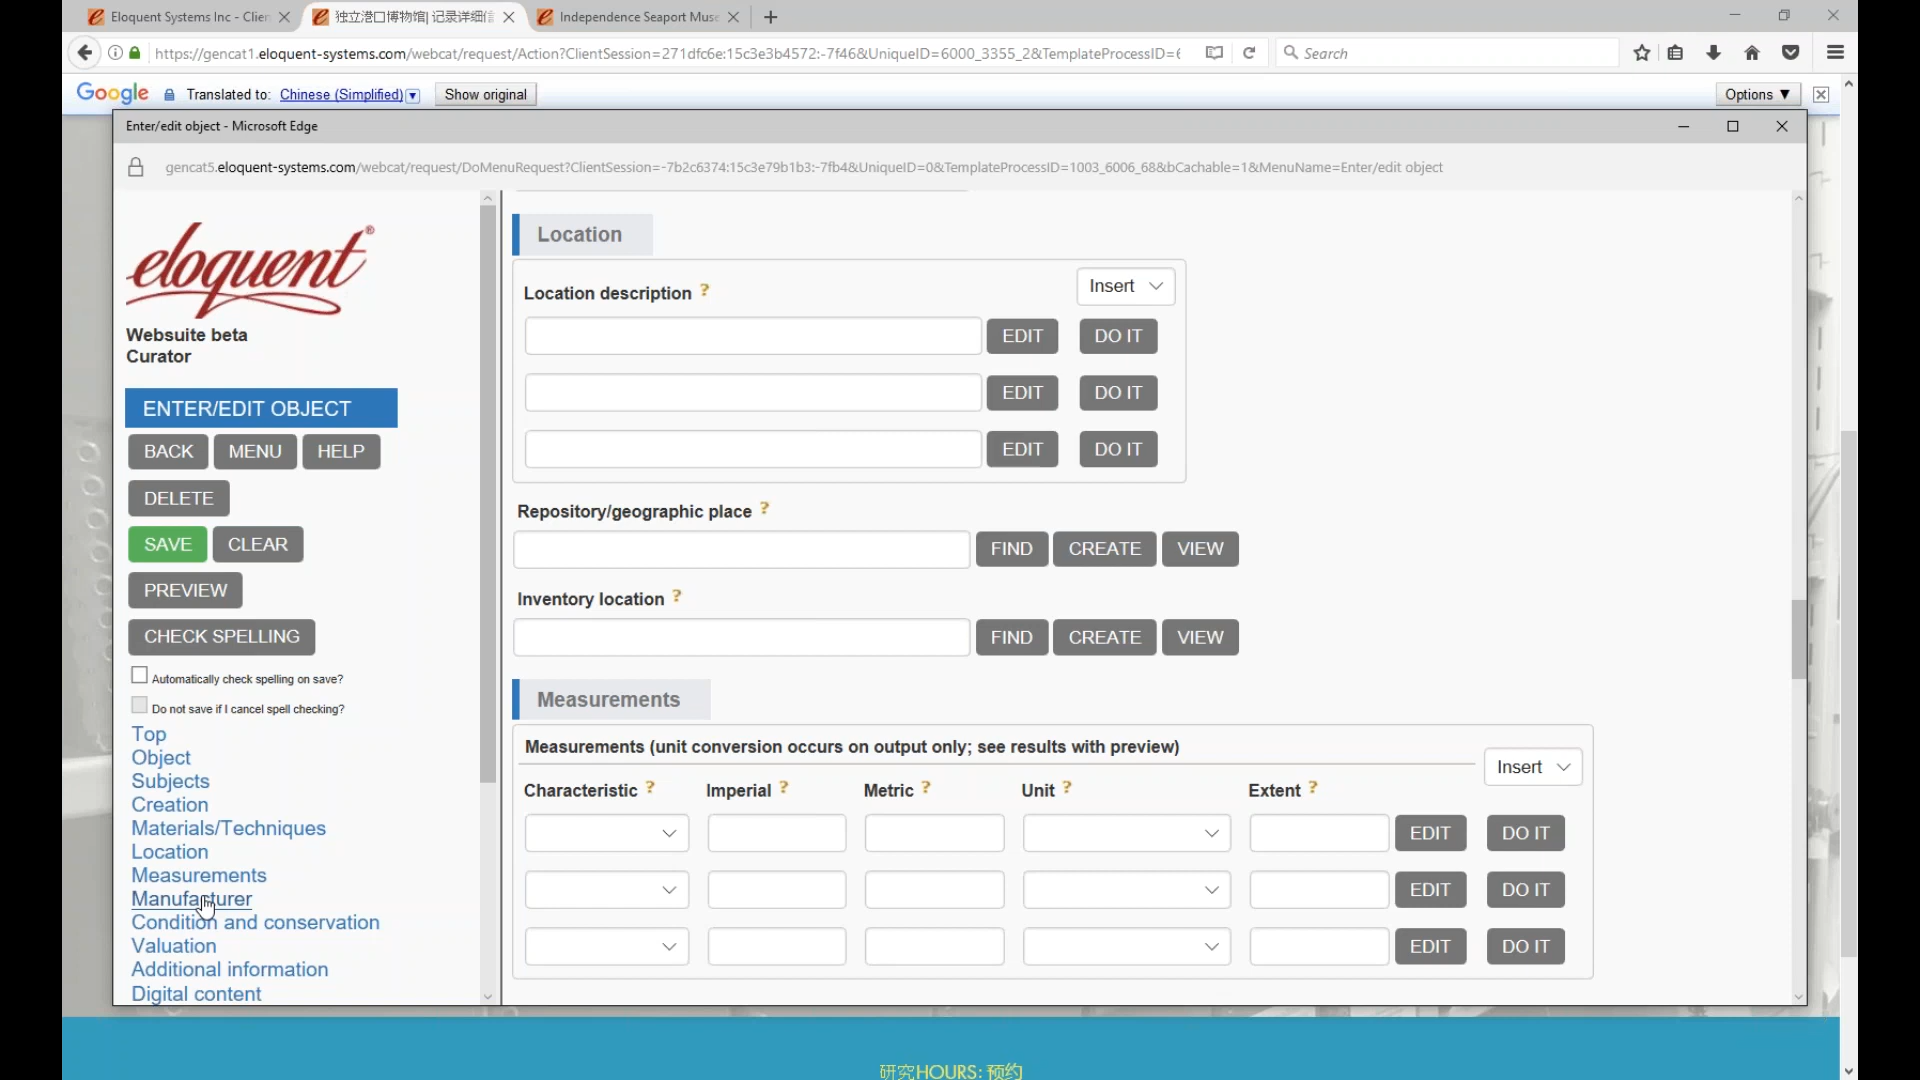 Eloquent Systems Inc - Clien
独立港口博物馆| 记录详细信
Independence Seaport Muse
https://gencat1.eloquent-systems.com/webcat/request/Action?ClientSession=271dfc6e:15c3e3b4572:-7f46&UniqueID=6000_3355_2&TemplateProcessID=6
Search
Google Translated to: Chinese (Simplified) Show original Options ▼
Enter/edit object - Microsoft Edge
gencat5.eloquent-systems.com/webcat/request/DoMenuRequest?ClientSession=-7b2c6374:15c3e79b1b3:-7fb4&UniqueID=0&TemplateProcessID=1003_6006_68&bCachable=1&MenuName=Enter/edit object
eloquent®
Websuite beta
Curator
ENTER/EDIT OBJECT
BACK MENU HELP
DELETE
SAVE CLEAR
PREVIEW
CHECK SPELLING
Automatically check spelling on save?
Do not save if I cancel spell checking?
Top
Object
Subjects
Creation
Materials/Techniques
Location
Measurements
Manufacturer
Condition and conservation
Valuation
Additional information
Digital content
Location
Location description ? Insert
EDIT DO IT
EDIT DO IT
EDIT DO IT
Repository/geographic place ?
FIND CREATE VIEW
Inventory location ?
FIND CREATE VIEW
Measurements
Measurements (unit conversion occurs on output only; see results with preview)
Insert
Characteristic ? Imperial ? Metric ? Unit ? Extent ?
EDIT DO IT
EDIT DO IT
EDIT DO IT
研究HOURS: 预约